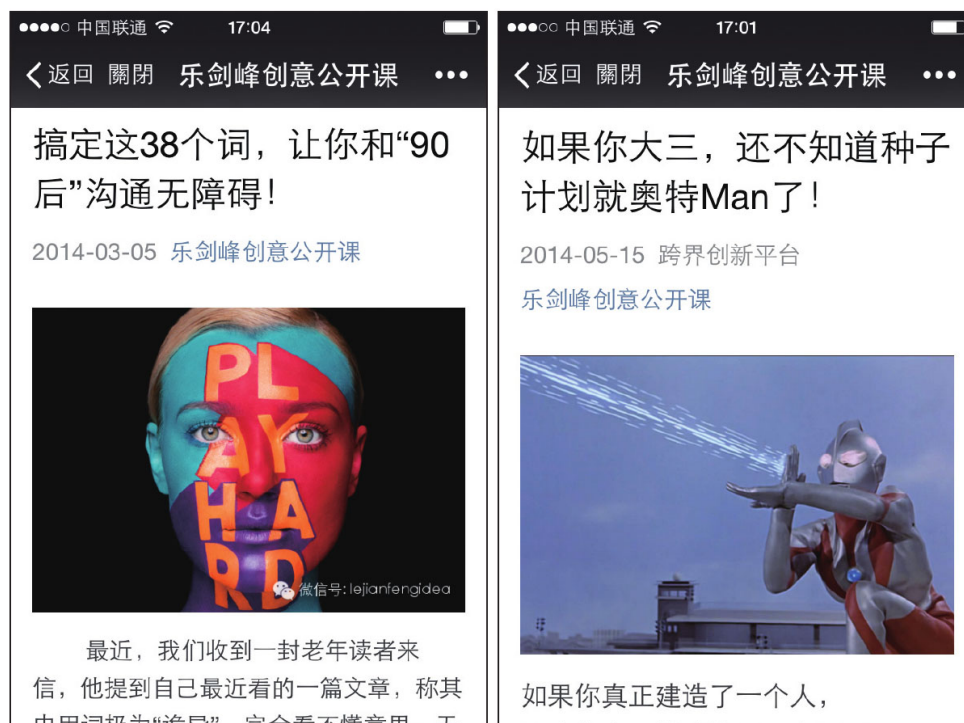 中国联通 17:04
返回 關閉 乐剑峰创意公开课
搞定这38个词，让你和“90
后”沟通无障碍！
2014-03-05 乐剑峰创意公开课
PL
AY
HA
RD
微信号: lejianfengidea
最近，我们收到一封老年读者来
信，他提到自己最近看的一篇文章，称其
中国联通 17:01
返回 關閉 乐剑峰创意公开课
如果你大三，还不知道种子
计划就奥特Man了！
2014-05-15 跨界创新平台
乐剑峰创意公开课
如果你真正建造了一个人，